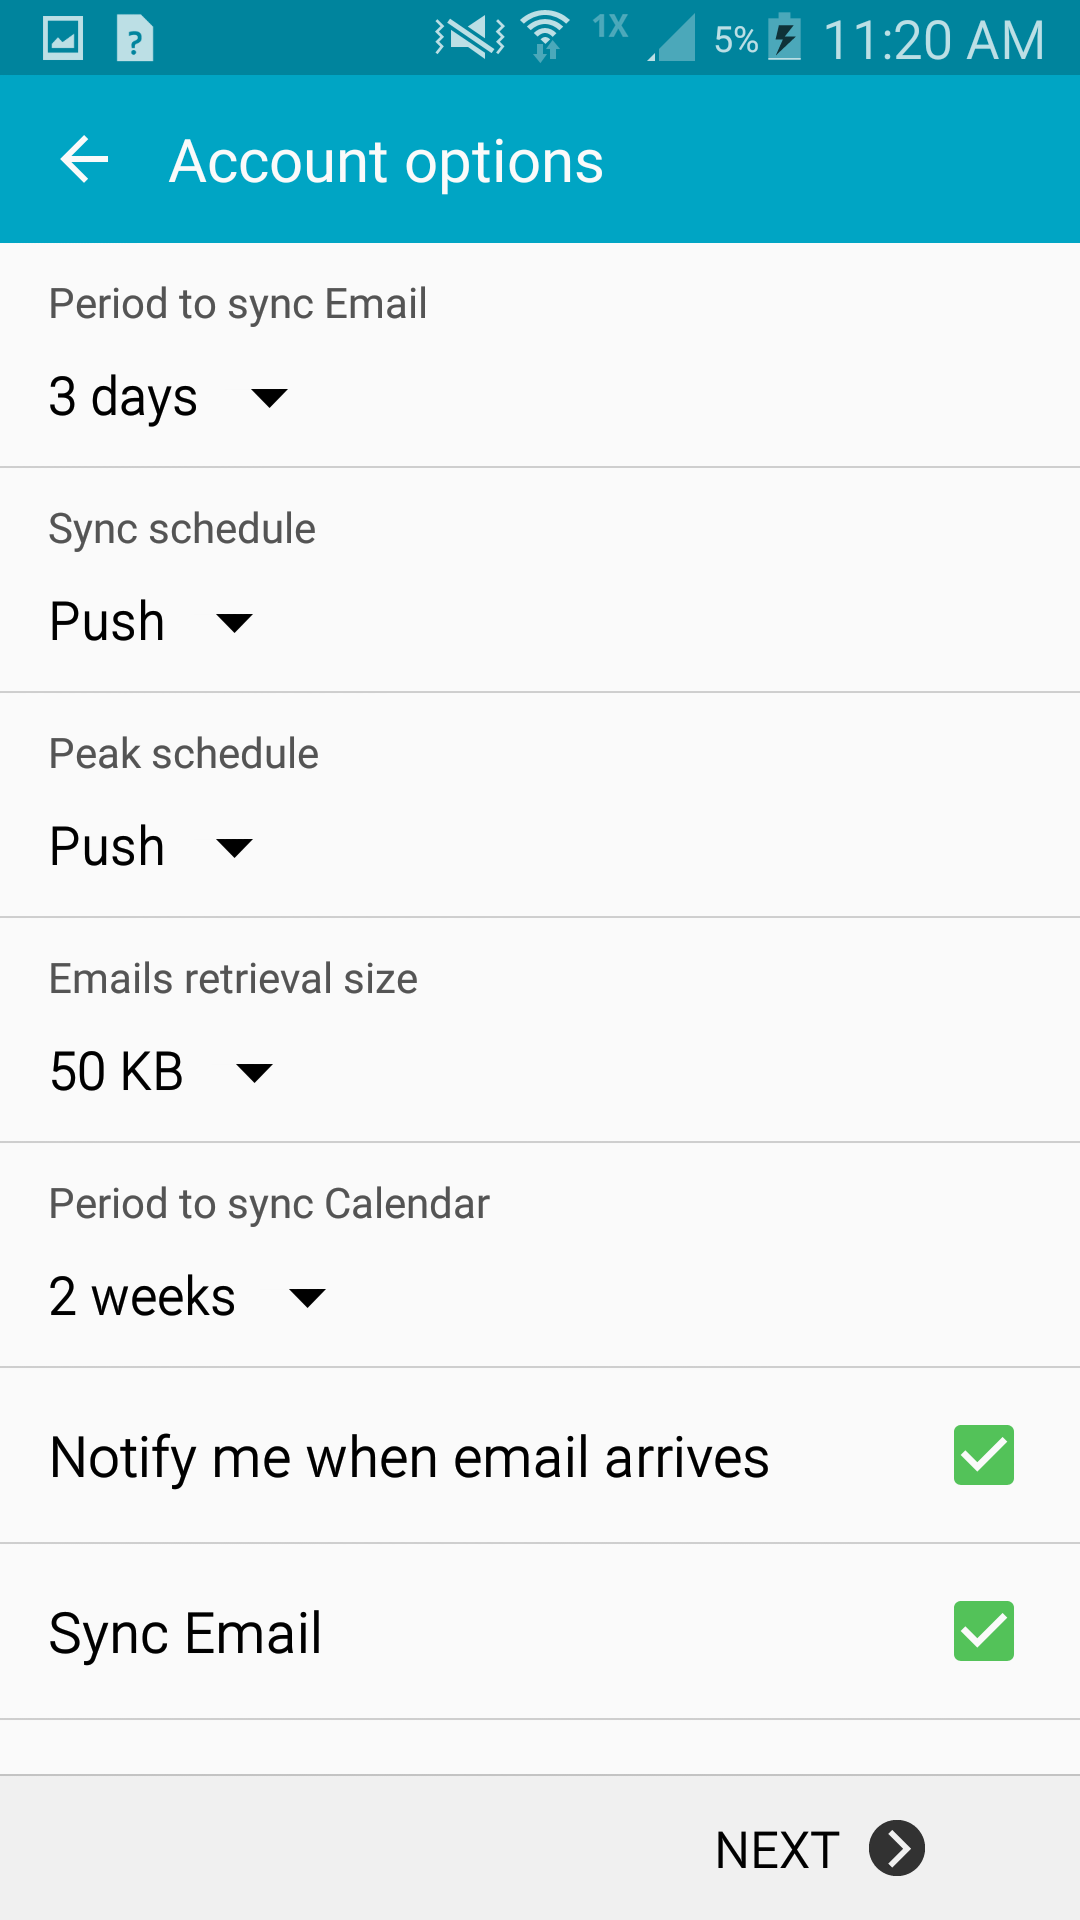 1X 5% 11:20 AM
Account options
Period to sync Email
3 days
Sync schedule
Push
Peak schedule
Push
Emails retrieval size
50 KB
Period to sync Calendar
2 weeks
Notify me when email arrives
Sync Email
NEXT